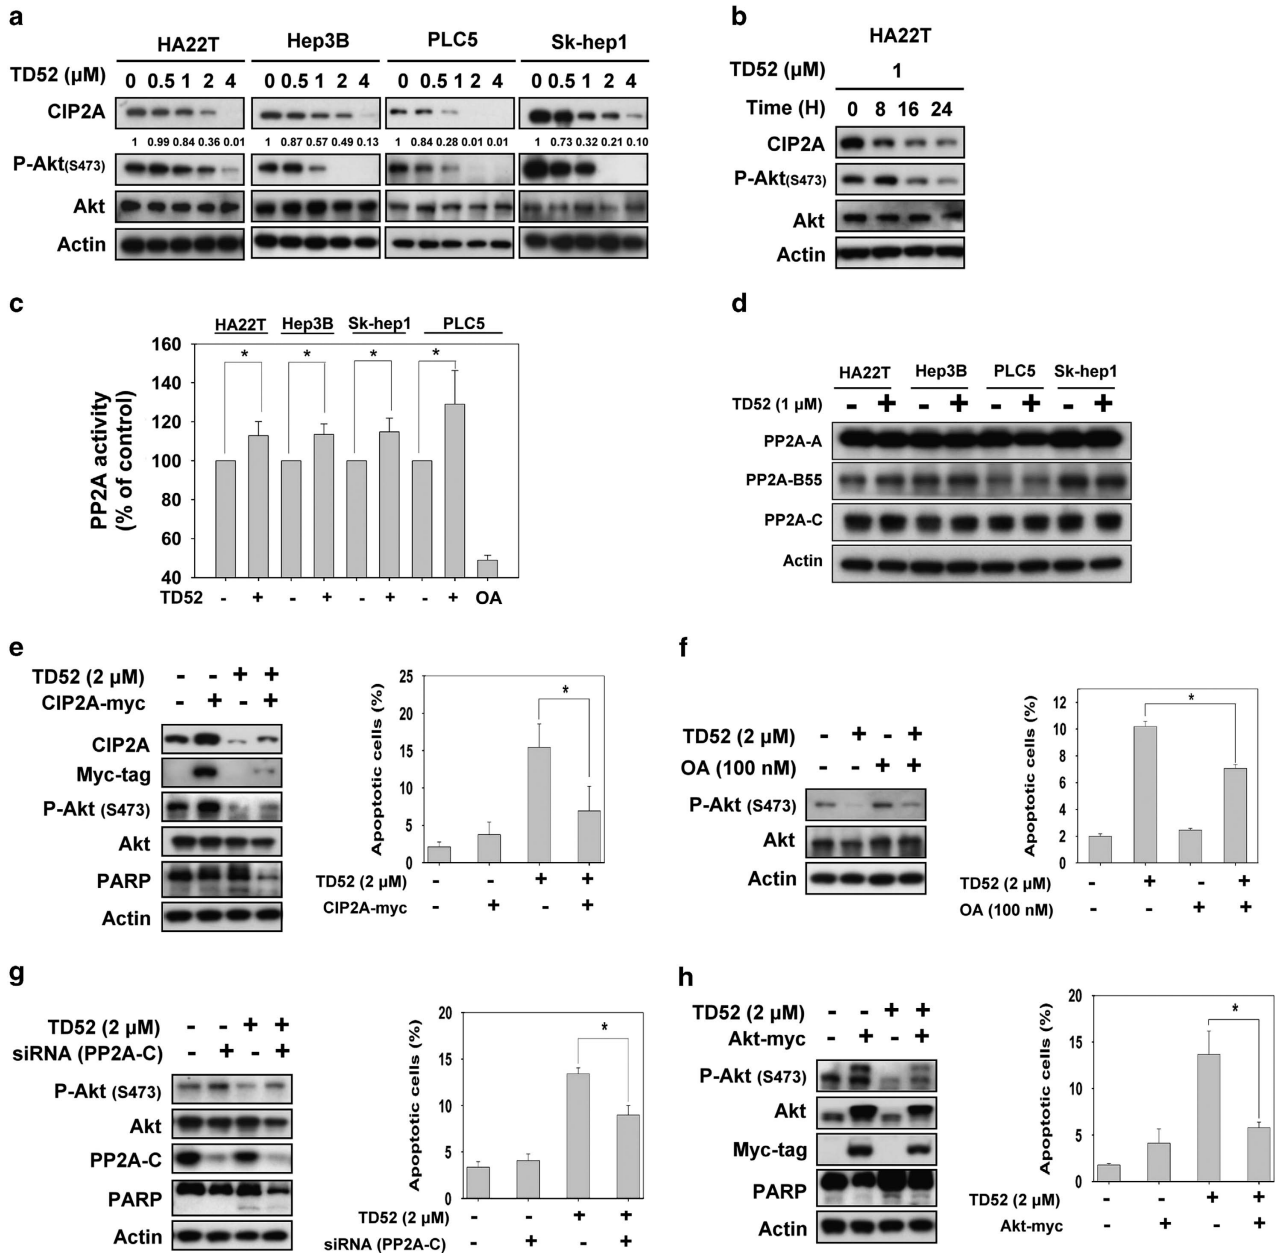 a
HA22T Hep3B PLC5 Sk-hep1
TD52 (µM) 0 0.5 1 2 4 0 0.5 1 2 4 0 0.5 1 2 4 0 0.5 1 2 4
CIP2A
1 0.99 0.84 0.36 0.01 1 0.87 0.57 0.49 0.13 1 0.84 0.28 0.01 0.01 1 0.73 0.32 0.21 0.10
P-Akt(S473)
Akt
Actin
b
HA22T
TD52 (µM) 1
Time (H) 0 8 16 24
CIP2A
P-Akt(S473)
Akt
Actin
c
HA22T Hep3B Sk-hep1 PLC5
PP2A activity
(% of control)
160
140
120
100
80
60
40
* * * *
TD52 - + - + - + - + OA
d
HA22T Hep3B PLC5 Sk-hep1
TD52 (1 µM) - + - + - + - +
PP2A-A
PP2A-B55
PP2A-C
Actin
e
TD52 (2 µM) - - + +
CIP2A-myc - + - +
CIP2A
Myc-tag
P-Akt (S473)
Akt
PARP
Actin
Apoptotic cells (%)
25
20
15
10
5
0
*
TD52 (2 µM) - - + +
CIP2A-myc - + - +
f
TD52 (2 µM) - + - +
OA (100 nM) - - + +
P-Akt (S473)
Akt
Actin
Apoptotic cells (%)
12
10
8
6
4
2
0
*
TD52 (2 µM) - + - +
OA (100 nM) - - + +
g
TD52 (2 µM) - - + +
siRNA (PP2A-C) - + - +
P-Akt (S473)
Akt
PP2A-C
PARP
Actin
Apoptotic cells (%)
20
15
10
5
0
*
TD52 (2 µM) - - + +
siRNA (PP2A-C) - + - +
h
TD52 (2 µM) - - + +
Akt-myc - + - +
P-Akt (S473)
Akt
Myc-tag
PARP
Actin
Apoptotic cells (%)
20
15
10
5
0
*
TD52 (2 µM) - - + +
Akt-myc - + - +